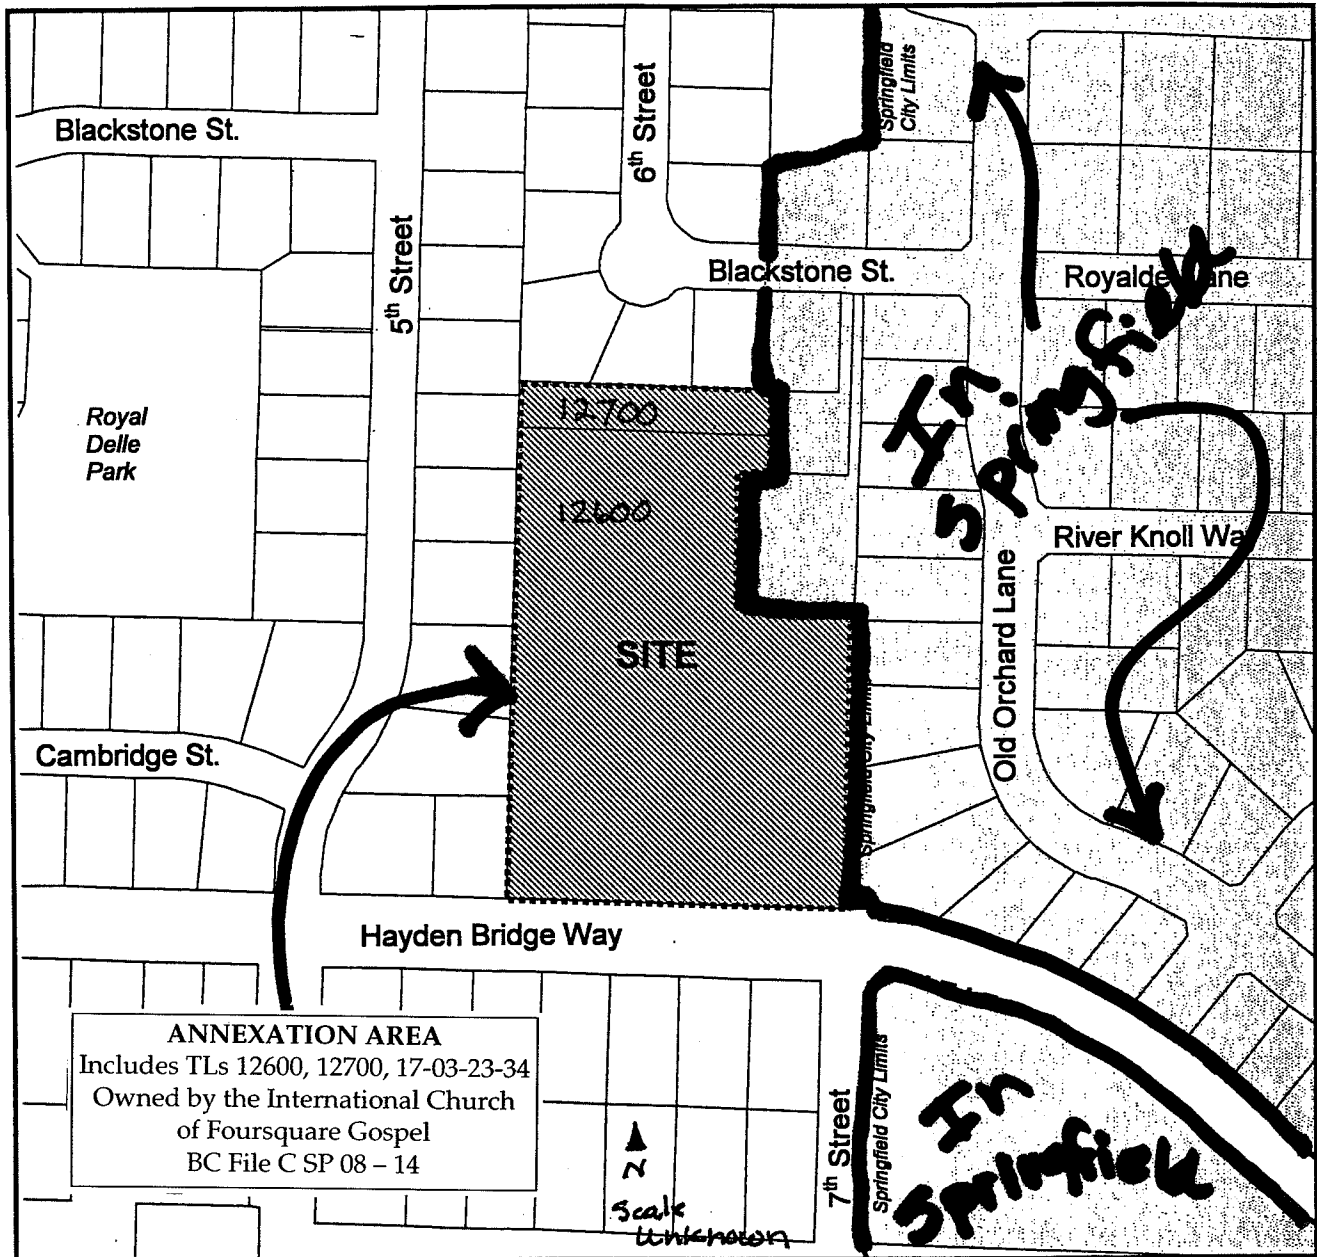 Springfield
City Limits
Blackstone St.
6th Street
5th Street
Blackstone St.
Royalde Lane
In
Springfield
Royal
Delle
Park
12700
12600
River Knoll Wa
SITE
Old Orchard Lane
Springfield City Limits
Cambridge St.
Hayden Bridge Way
ANNEXATION AREA
Includes TLs 12600, 12700, 17-03-23-34
Owned by the International Church
of Foursquare Gospel
BC File C SP 08 – 14
N
Scale
Unknown
7th Street
Springfield City Limits
In
Springfield